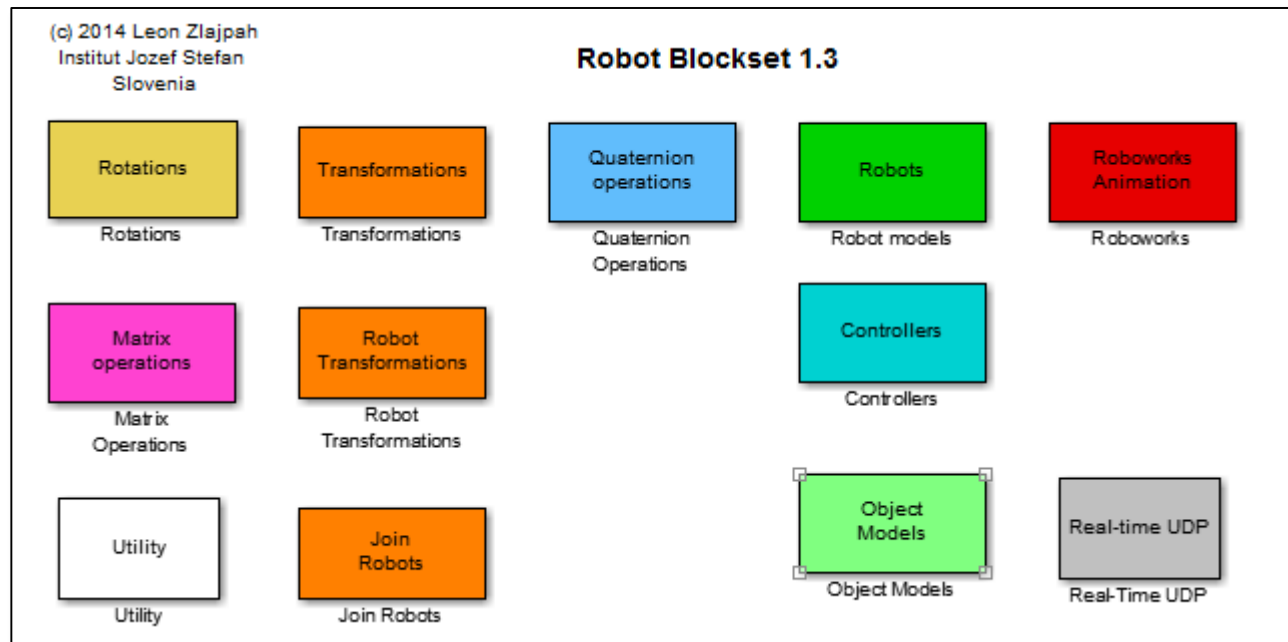 (c) 2014 Leon Zlajpah
Institut Jozef Stefan
Slovenia
Robot Blockset 1.3
Rotations
Rotations
Transformations
Transformations
Quaternion
operations
Quaternion
Operations
Robots
Robot models
Roboworks
Animation
Roboworks
Matrix
operations
Matrix
Operations
Robot
Transformations
Robot
Transformations
Controllers
Controllers
Utility
Utility
Join
Robots
Join Robots
Object
Models
Object Models
Real-time UDP
Real-Time UDP